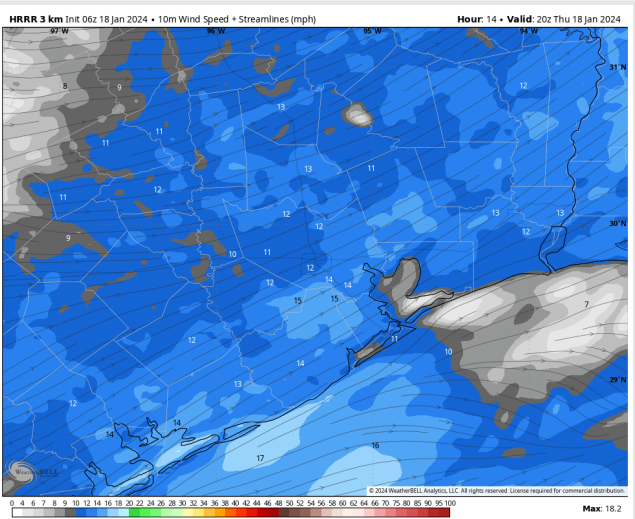 HRRR 3 km Init 06z 18 Jan 2024 • 10m Wind Speed + Streamlines (mph)
Hour: 14 • Valid: 20z Thu 18 Jan 2024
97°W 96°W 95°W 94°W
31°N
8 9 12
13
11
11
13 11
12
11
12 13 13
12 12
30°N
9
10 11
12
12 14 14
15 15
7
12 11
10
14
29°N
13
12
14
14
16
17
WeatherBELL
© 2024 WeatherBELL Analytics, LLC. All rights reserved. License required for commercial distribution.
0 4 6 7 8 9 10 12 14 16 18 20 22 24 26 28 30 32 34 36 38 40 42 44 46 48 50 52 54 56 58 60 62 64 66 70 75 80 85 90 95 100
Max: 18.2